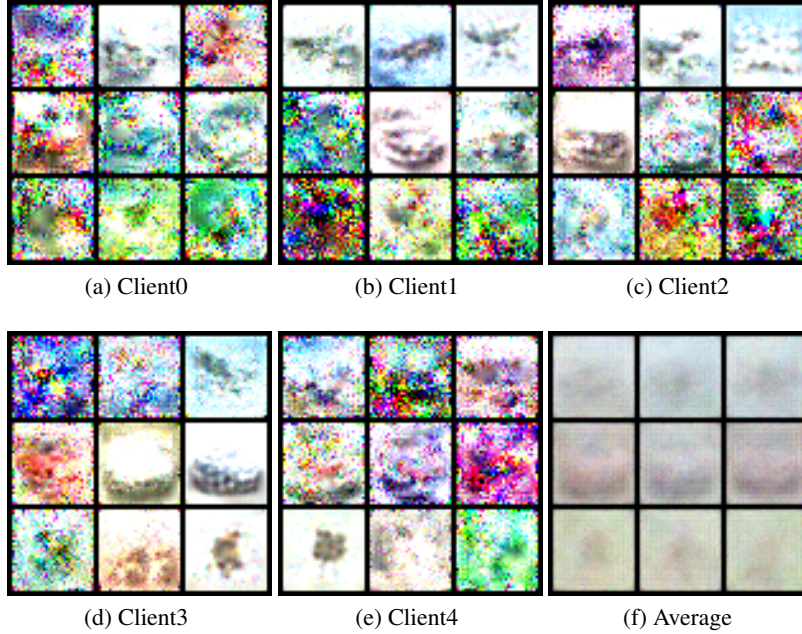 (a) Client0
(b) Client1
(c) Client2
(d) Client3
(e) Client4
(f) Average